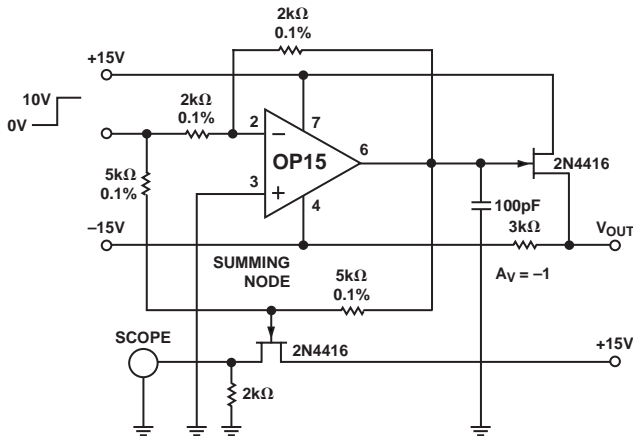 2kΩ
0.1%
+15V
10V
0V
2kΩ
0.1%
2
7
–
OP15
6
3
+
4
2N4416
5kΩ
0.1%
100pF
3kΩ
VOUT
–15V
SUMMING
NODE
5kΩ
0.1%
AV = –1
SCOPE
2N4416
+15V
2kΩ